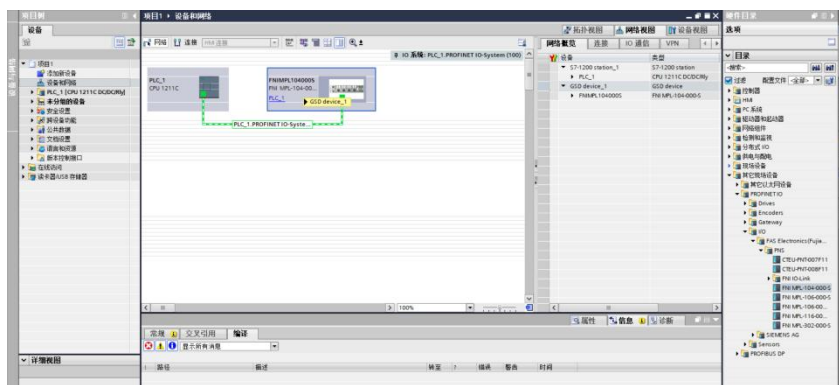 项目树
项目1 ▸ 设备和网络
硬件目录
设备
拓扑视图
网络视图
设备视图
选项
网络
连接
HMI 连接
网络概览
连接
IO 通信
VPN
IO 系统: PLC_1.PROFINET IO-System (100)
目录
<搜索>
过滤
配置文件 <全部>
项目1
添加新设备
设备和网络
PLC_1 [CPU 1211C DC/DC/Rly]
未分组的设备
安全设置
跨设备功能
公共数据
文档设置
语言和资源
版本控制接口
在线访问
读卡器/USB 存储器
PLC_1
CPU 1211C
FNIMPL104000S
FNI MPL-104-00...
PLC_1
GSD device_1
PLC_1.PROFINET IO-Syste...
设备
类型
S7-1200 station_1
S7-1200 station
PLC_1
CPU 1211C DC/DC/Rly
GSD device_1
GSD device
FNIMPL104000S
FNI MPL-104-000-S
控制器
HMI
PC 系统
驱动器和起动器
网络组件
检测和监视
分布式 I/O
供电与配电
现场设备
其它现场设备
其它以太网设备
PROFINET IO
Drives
Encoders
Gateway
I/O
FAS Electronics (Fujia...
FNS
CTEU-PNT-007F11
CTEU-PNT-008F11
FNI IO-Link
FNI MPL-104-000-S
FNI MPL-106-000-S
FNI MPL-106-00...
FNI MPL-116-00...
FNI MPL-302-000-S
SIEMENS AG
Sensors
PROFIBUS DP
100%
属性
信息
诊断
常规
交叉引用
编译
显示所有消息
详细视图
!
路径
描述
转至
?
错误
警告
时间